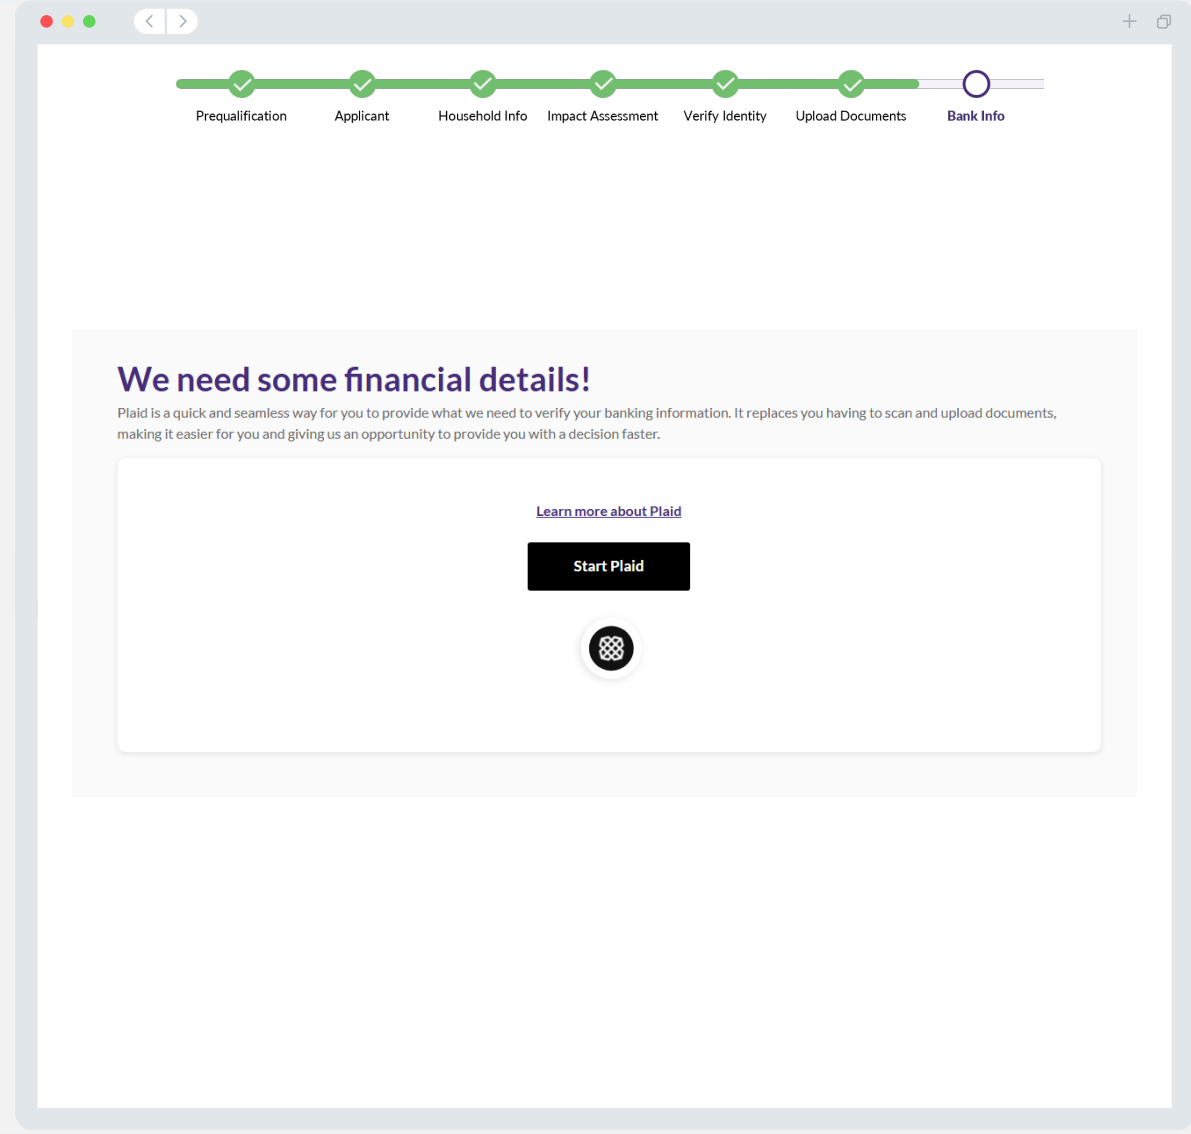 Prequalification Applicant Household Info Impact Assessment Verify Identity Upload Documents Bank Info
We need some financial details!
Plaid is a quick and seamless way for you to provide what we need to verify your banking information. It replaces you having to scan and upload documents,
making it easier for you and giving us an opportunity to provide you with a decision faster.
Learn more about Plaid
Start Plaid